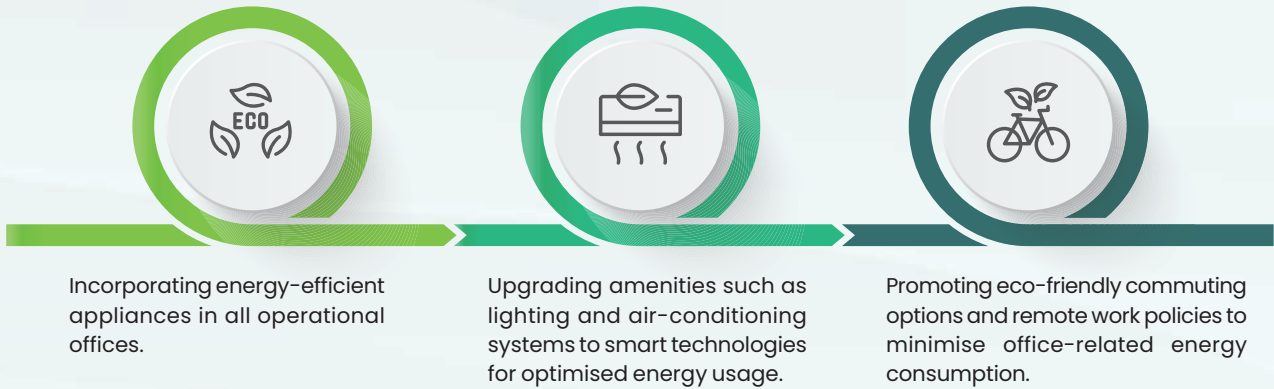 ECO
Incorporating energy-efficient
appliances in all operational
offices.
Upgrading amenities such as
lighting and air-conditioning
systems to smart technologies
for optimised energy usage.
Promoting eco-friendly commuting
options and remote work policies to
minimise office-related energy
consumption.